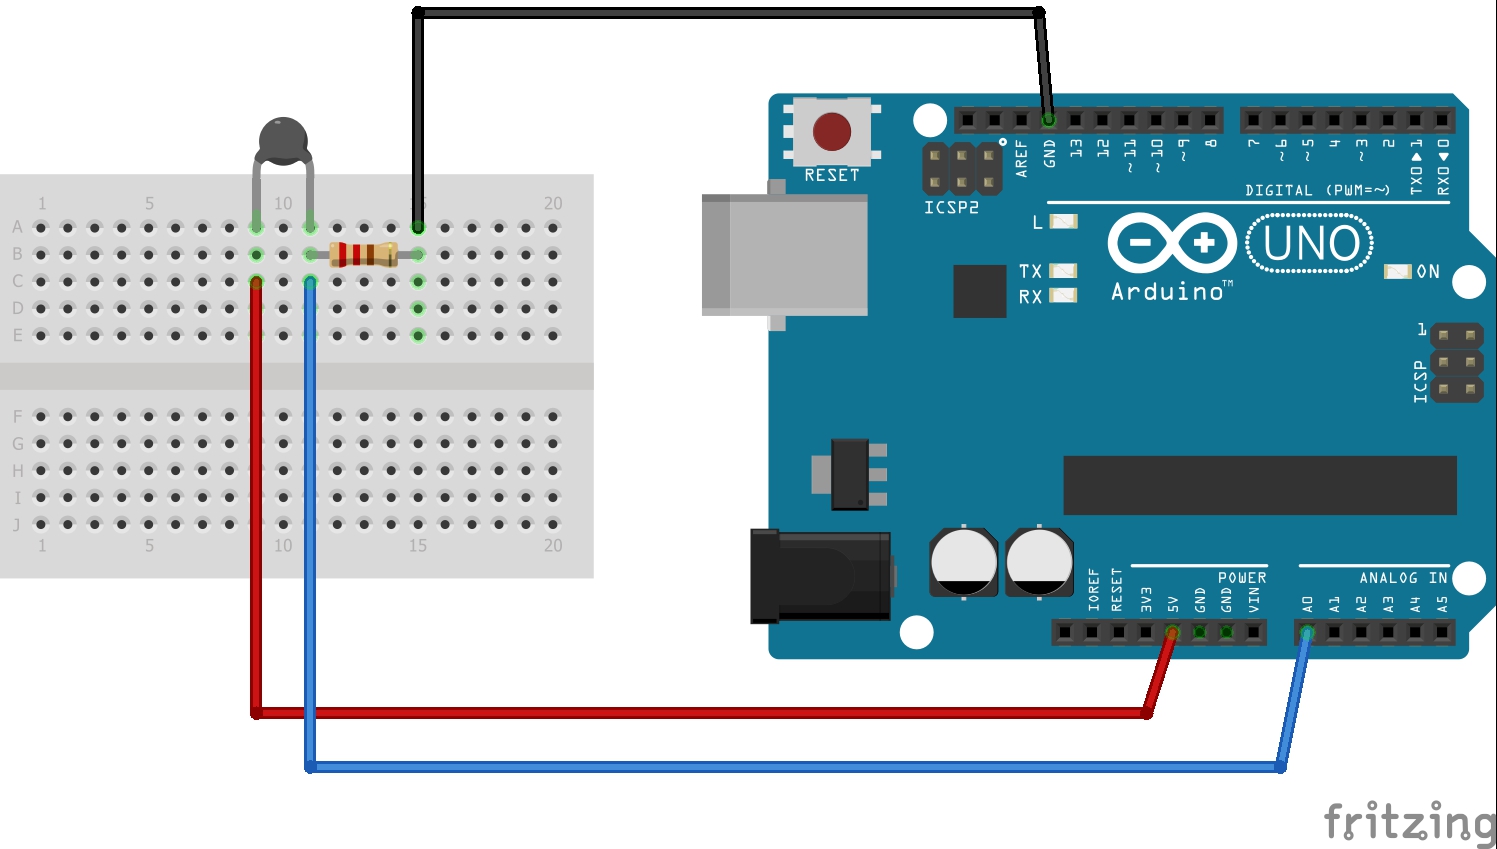 1 5 10 15 20
A
B
C
D
E
F
G
H
I
J
1 5 10 15 20
RESET
ICSP2
AREF
GND
13
12
~11
~10
~9
8
7
~6
~5
4
~3
2
TX0▶1
RX0◀0
DIGITAL (PWM=~)
L
TX
RX
UNO
Arduino™
ON
1
ICSP
POWER
ANALOG IN
IOREF
RESET
3V3
5V
GND
GND
VIN
A0
A1
A2
A3
A4
A5
fritzing